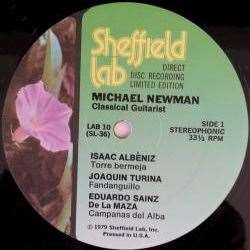 Sheffield
lab
DIRECT
DISC RECORDING
LIMITED EDITION
MICHAEL NEWMAN
Classical Guitarist
LAB 10
(SL-36)
SIDE 1
STEREOPHONIC
33⅓ RPM
ISAAC ALBÈNIZ
Torre bermeja
JOAQUIN TURINA
Fandanguillo
EDUARDO SAINZ
De La MAZA
Campanas del Alba
© 1979 Sheffield Lab, Inc.
Pressed in U.S.A.